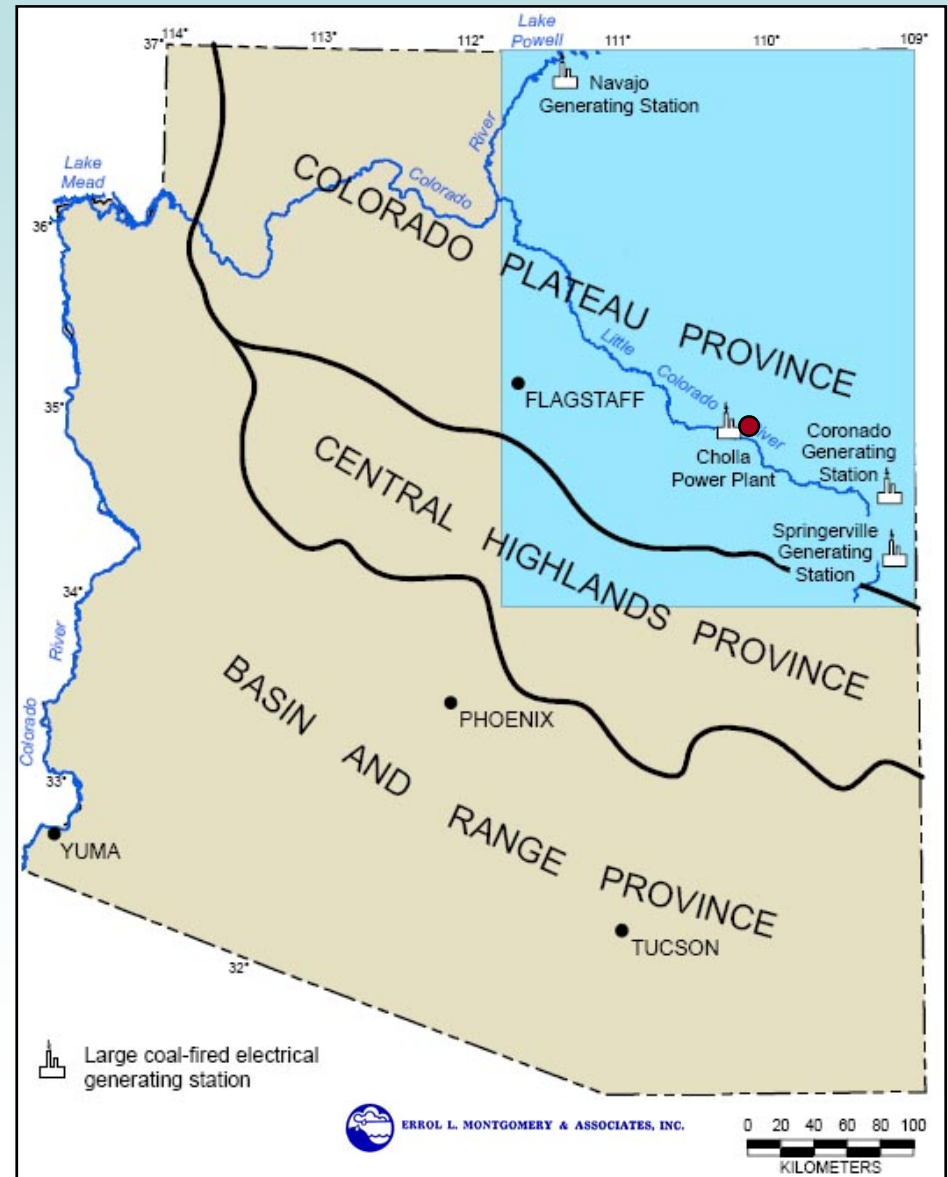 Lake
Powell
37° 114° 113° 112° 111° 110° 109°
Navajo
Generating Station
River
Lake
Mead
Colorado
COLORADO PLATEAU PROVINCE
36°
Little Colorado River
35°
FLAGSTAFF
Cholla
Power Plant
Coronado
Generating
Station
CENTRAL HIGHLANDS PROVINCE
Springerville
Generating
Station
34°
River
Colorado
BASIN AND RANGE PROVINCE
PHOENIX
33°
YUMA
TUCSON
32°
Large coal-fired electrical
generating station
ERROL L. MONTGOMERY & ASSOCIATES, INC.
0 20 40 60 80 100
KILOMETERS